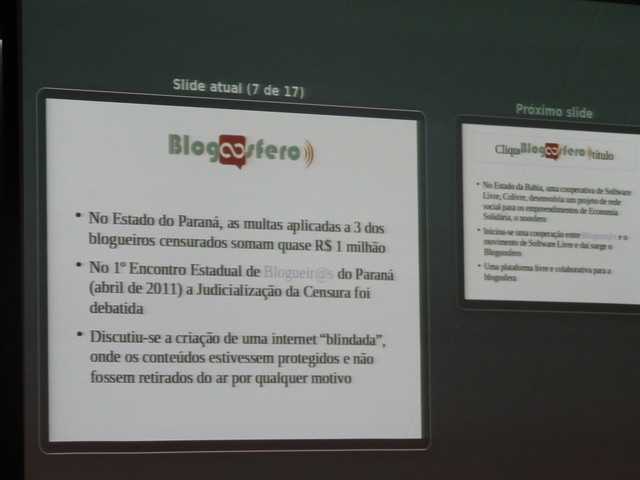 Slide atual (7 de 17)
Blogoosfero
• No Estado do Paraná, as multas aplicadas a 3 dos
blogueiros censurados somam quase R$ 1 milhão
• No 1º Encontro Estadual de Blogueir@s do Paraná
(abril de 2011) a Judicialização da Censura foi
debatida
• Discutiu-se a criação de uma internet “blindada”,
onde os conteúdos estivessem protegidos e não
fossem retirados do ar por qualquer motivo
Próximo slide
Cliqu Blogoosfero título
• No Estado da Bahia, uma cooperativa de Software
Livre, Colivre, desenvolvia um projeto de rede
social para os empreendimentos de Economia
Solidária, o noosfero
• Iniciou-se uma cooperação entre Blogueir@s e o
movimento de Software Livre e daí surge o
Blogoosfero
• Uma plataforma livre e colaborativa para a
blogosfera